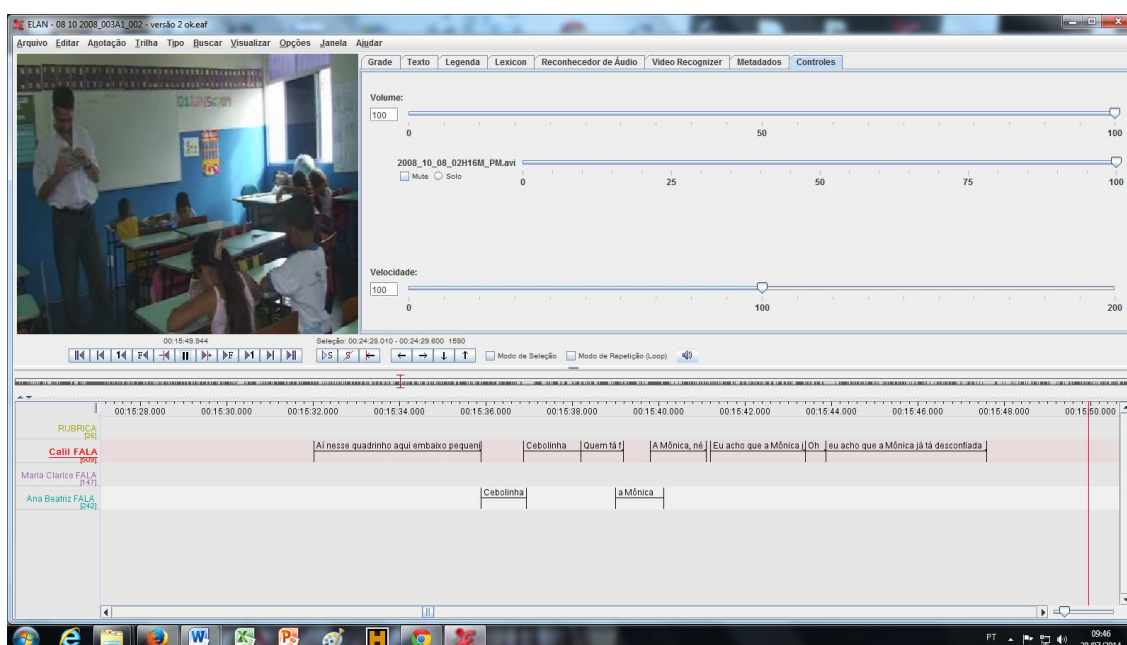 ELAN - 08 10 2008_003A1_002 - versão 2 ok.eaf
Arquivo Editar Anotação Trilha Tipo Buscar Visualizar Opções Janela Ajudar
Grade Texto Legenda Lexicon Reconhecedor de Áudio Video Recognizer Metadados Controles
Volume:
100
0 50 100
2008_10_08_02H16M_PM.avi
Mute Solo
0 25 50 75 100
Velocidade:
100
0 100 200
00:15:49.944
Seleção: 00:24:28.010 - 00:24:29.600 1590
Modo de Seleção Modo de Repetição (Loop)
00:15:28.000 00:15:30.000 00:15:32.000 00:15:34.000 00:15:36.000 00:15:38.000 00:15:40.000 00:15:42.000 00:15:44.000 00:15:46.000 00:15:48.000 00:15:50.000
RUBRICA
[26]
Calil FALA
[509]
Aí nesse quadrinho aqui embaixo pequeni Cebolinha Quem tá f A Mônica, né Eu acho que a Mônica j Oh eu acho que a Mônica já tá desconfiada
Maria Clarice FALA
[147]
Ana Beatriz FALA
[242]
Cebolinha a Mônica
PT 09:46
28/07/2014